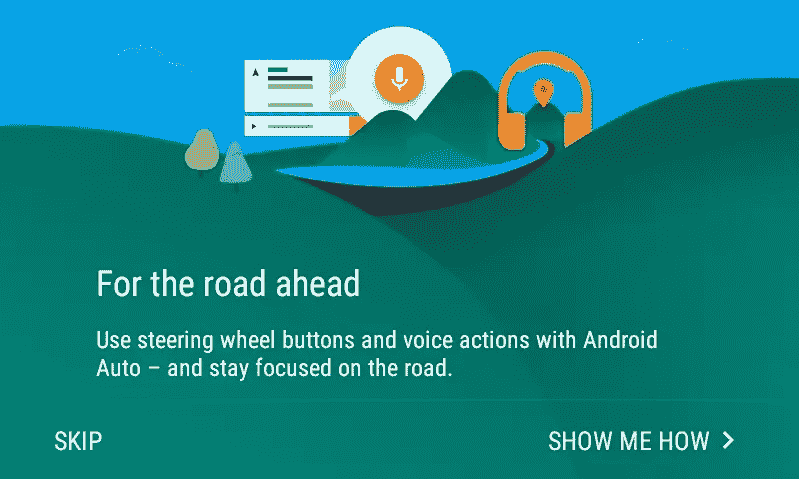 For the road ahead
Use steering wheel buttons and voice actions with Android
Auto – and stay focused on the road.
SKIP
SHOW ME HOW